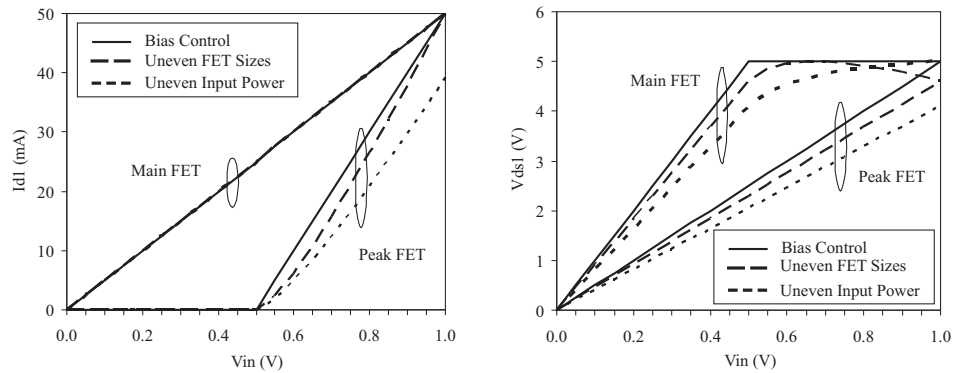 50
40
30
20
10
0
Id1 (mA)
Bias Control
Uneven FET Sizes
Uneven Input Power
Main FET
Peak FET
0.0 0.2 0.4 0.6 0.8 1.0
Vin (V)
6
5
4
3
2
1
0
Vds1 (V)
Main FET
Peak FET
Bias Control
Uneven FET Sizes
Uneven Input Power
0.0 0.2 0.4 0.6 0.8 1.0
Vin (V)